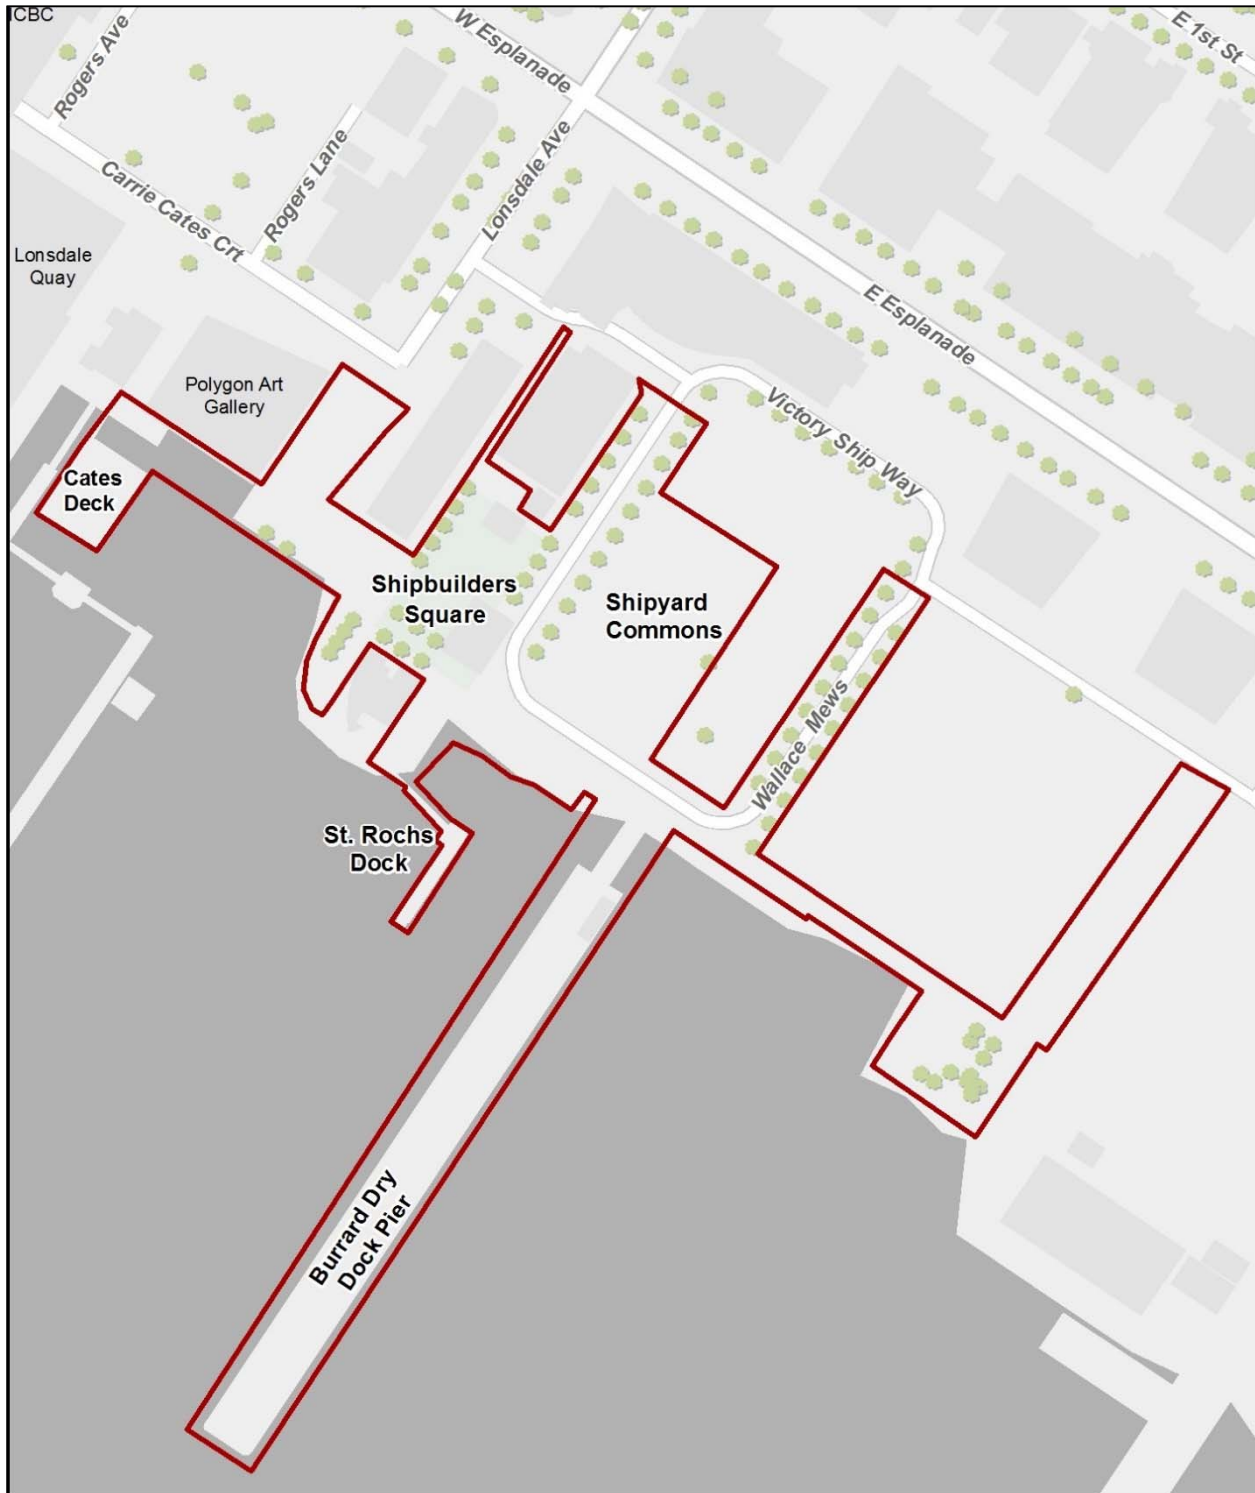 ICBC
Rogers Ave
W Esplanade
E 1st St
Rogers Lane
Lonsdale Ave
Carrie Cates Crt
Lonsdale
Quay
E Esplanade
Polygon Art
Gallery
Victory Ship Way
Cates
Deck
Shipbuilders
Square
Shipyard
Commons
Wallace Mews
St. Rochs
Dock
Burrard Dry
Dock Pier